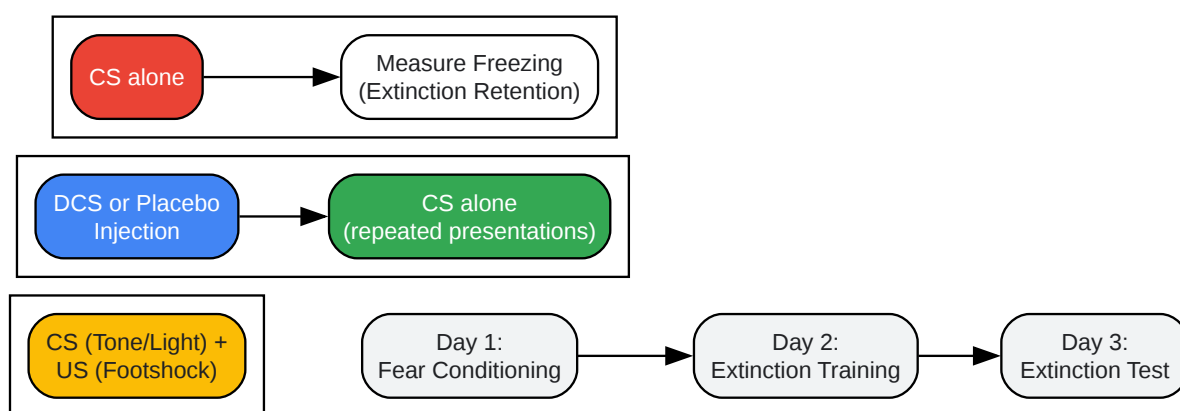 CS alone
Measure Freezing
(Extinction Retention)
DCS or Placebo
Injection
CS alone
(repeated presentations)
CS (Tone/Light) +
US (Footshock)
Day 1:
Fear Conditioning
Day 2:
Extinction Training
Day 3:
Extinction Test